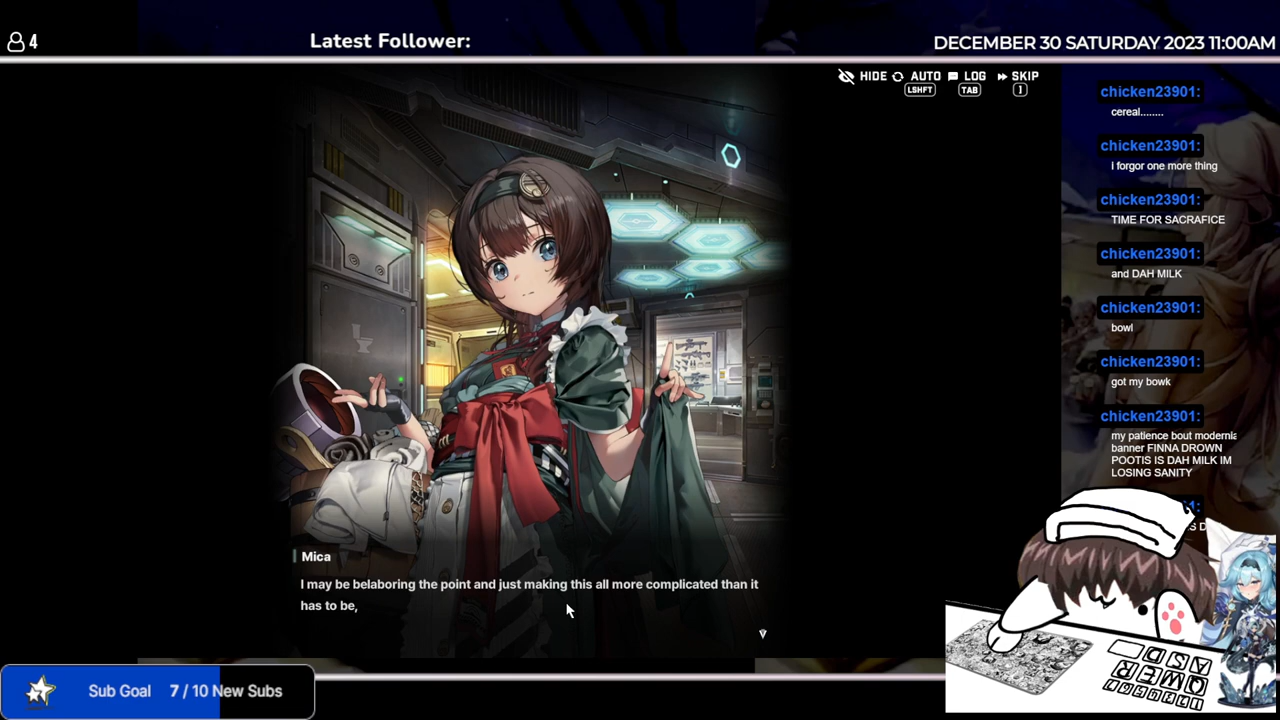 4
Latest Follower:
DECEMBER 30 SATURDAY 2023 11:00AM
HIDE AUTO LOG SKIP
LSHFT TAB ]
chicken23901:
cereal........
chicken23901:
I forgor one more thing
chicken23901:
TIME FOR SACRAFICE
chicken23901:
and DAH MILK
chicken23901:
bowl
chicken23901:
got my bowk
chicken23901:
my patience bout modernia
banner FINNA DROWN
POOTIS IS DAH MILK IM
LOSING SANITY
Mica
I may be belaboring the point and just making this all more complicated than it
has to be,
Sub Goal 7 / 10 New Subs